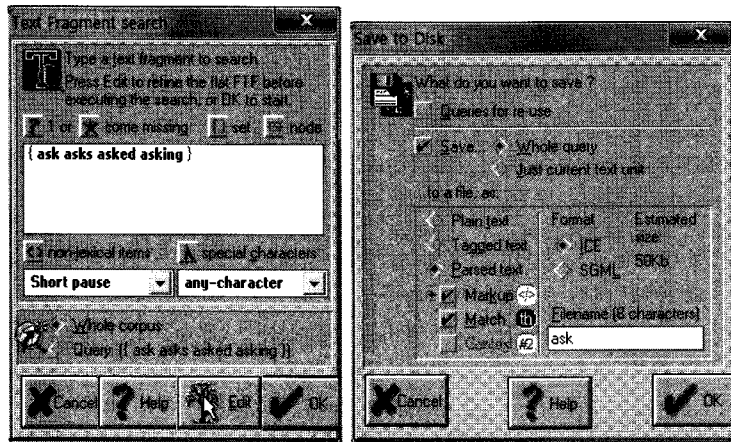 Text Fragment search
Type a text fragment to search.
Press Edit to refine the flat FTF before
executing the search, or OK to start.
? 1 or * some missing { } set node
{ ask asks asked asking }
<> non-lexical items A special characters
Short pause any-character
Whole corpus
Query: ({ ask asks asked asking })
Cancel ? Help Edit OK
Save to Disk
What do you want to save ?
Queries for re-use
Save... Whole query
Just current text unit
...to a file, as:
Plain text Format Estimated
size:
Tagged text ICE
50Kb
Parsed text SGML
Markup
Match Filename (8 characters)
Context #2 ask
Cancel ? Help OK